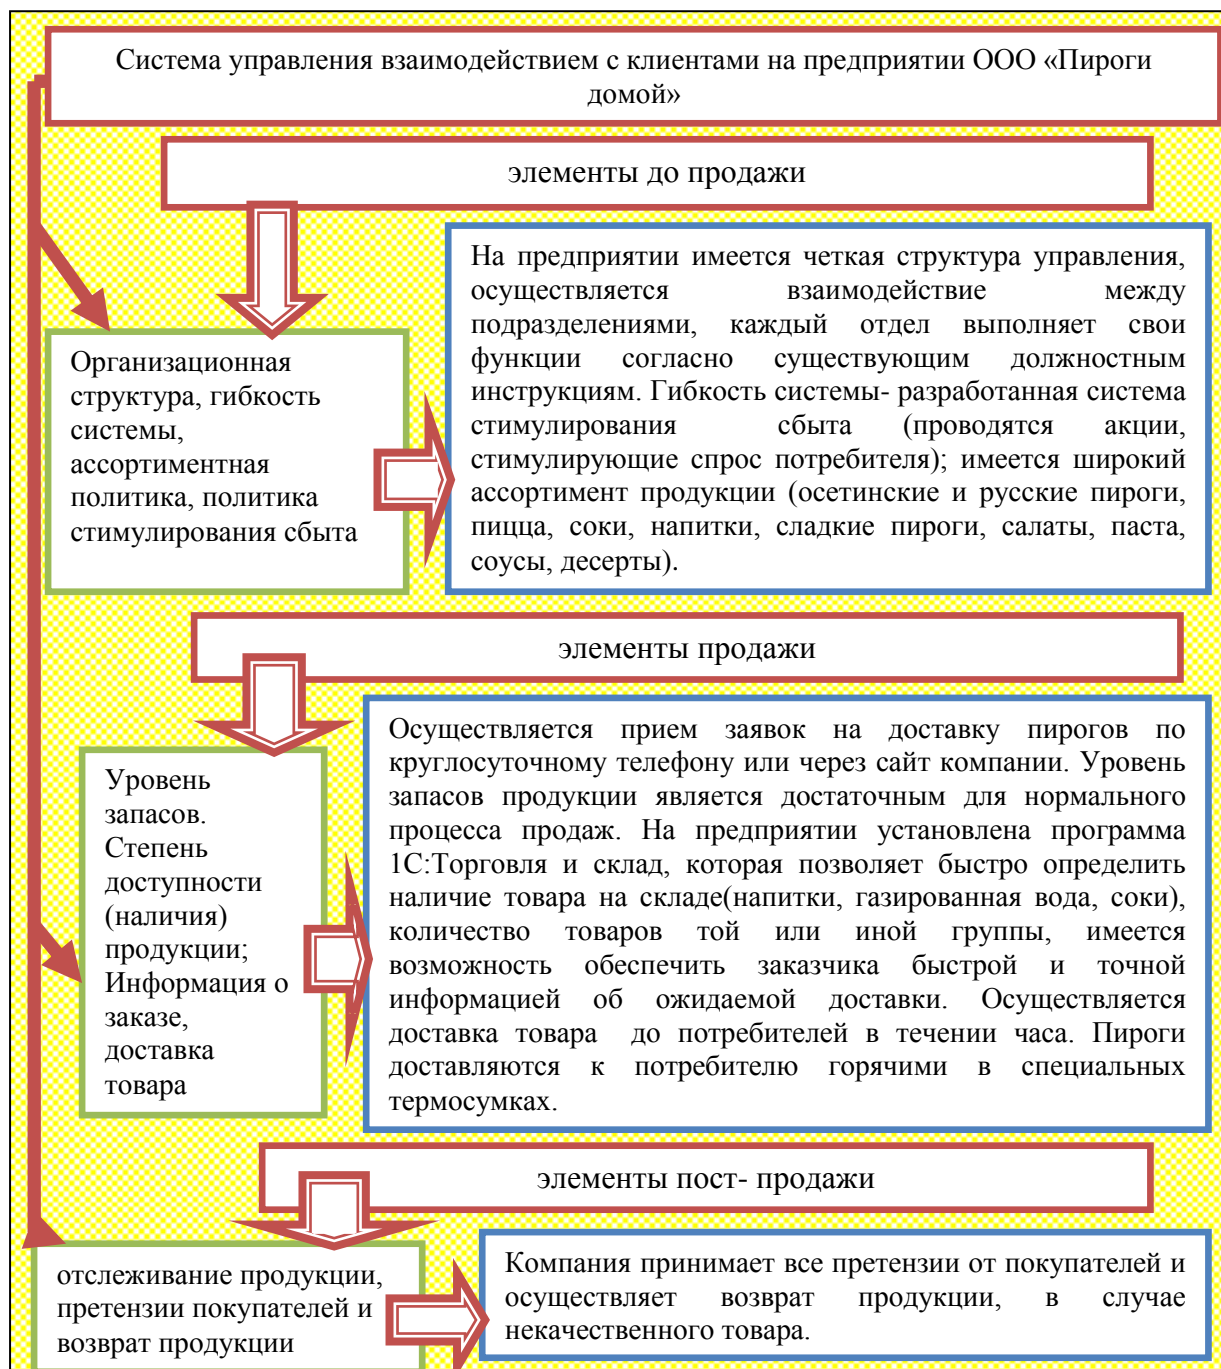 Система управления взаимодействием с клиентами на предприятии ООО «Пироги
домой»
элементы до продажи
Организационная
структура, гибкость
системы,
ассортиментная
политика, политика
стимулирования сбыта
На предприятии имеется четкая структура управления,
осуществляется взаимодействие между
подразделениями, каждый отдел выполняет свои
функции согласно существующим должностным
инструкциям. Гибкость системы- разработанная система
стимулирования сбыта (проводятся акции,
стимулирующие спрос потребителя); имеется широкий
ассортимент продукции (осетинские и русские пироги,
пицца, соки, напитки, сладкие пироги, салаты, паста,
соусы, десерты).
элементы продажи
Уровень
запасов.
Степень
доступности
(наличия)
продукции;
Информация о
заказе,
доставка
товара
Осуществляется прием заявок на доставку пирогов по
круглосуточному телефону или через сайт компании. Уровень
запасов продукции является достаточным для нормального
процесса продаж. На предприятии установлена программа
1С:Торговля и склад, которая позволяет быстро определить
наличие товара на складе(напитки, газированная вода, соки),
количество товаров той или иной группы, имеется
возможность обеспечить заказчика быстрой и точной
информацией об ожидаемой доставки. Осуществляется
доставка товара до потребителей в течении часа. Пироги
доставляются к потребителю горячими в специальных
термосумках.
элементы пост- продажи
отслеживание продукции,
претензии покупателей и
возврат продукции
Компания принимает все претензии от покупателей и
осуществляет возврат продукции, в случае
некачественного товара.